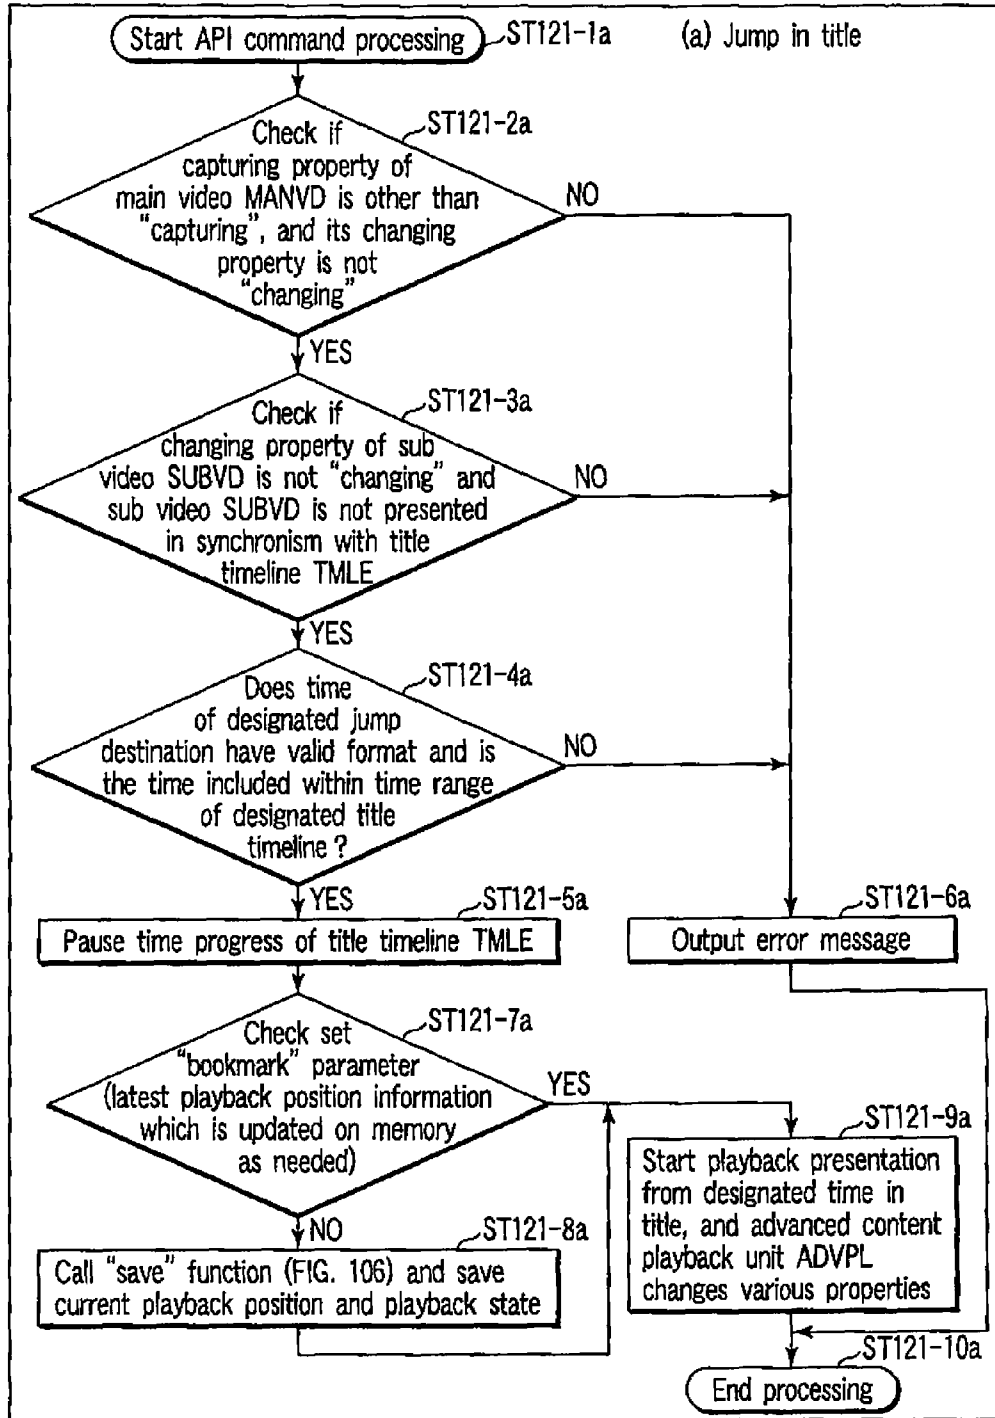 Start API command processing
ST121-1a
(a) Jump in title
ST121-2a
Check if
capturing property of
main video MANVD is other than
"capturing", and its changing
property is not
"changing"
NO
YES
ST121-3a
Check if
changing property of sub
video SUBVD is not "changing" and
sub video SUBVD is not presented
in synchronism with title
timeline TMLE
NO
YES
ST121-4a
Does time
of designated jump
destination have valid format and is
the time included within time range
of designated title
timeline ?
NO
YES
ST121-5a
Pause time progress of title timeline TMLE
ST121-6a
Output error message
ST121-7a
Check set
"bookmark" parameter
(latest playback position information
which is updated on memory
as needed)
YES
NO
ST121-8a
Call "save" function (FIG. 106) and save
current playback position and playback state
ST121-9a
Start playback presentation
from designated time in
title, and advanced content
playback unit ADVPL
changes various properties
ST121-10a
End processing